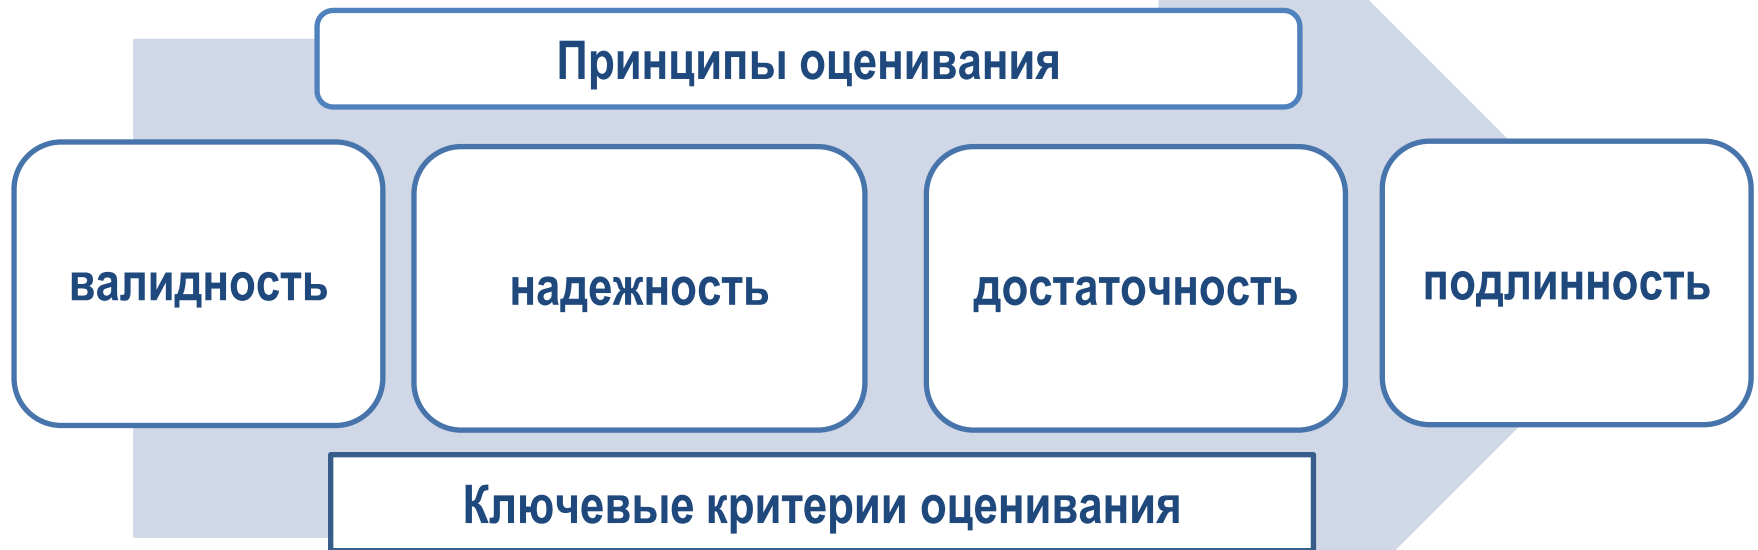 Принципы оценивания
валидность
надежность
достаточность
подлинность
Ключевые критерии оценивания